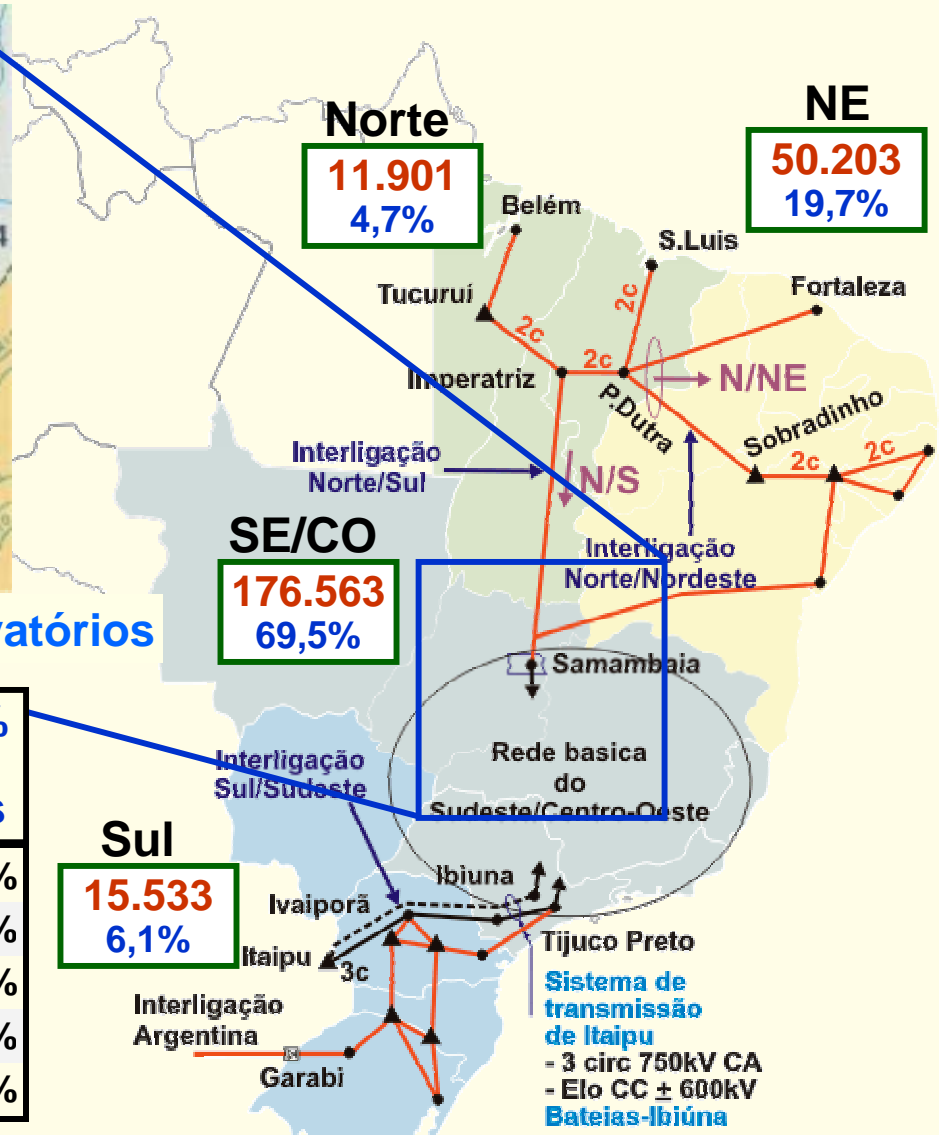 Norte
11.901
4,7%
NE
50.203
19,7%
Belém
S.Luis
Fortaleza
Tucuruí
2c
2c
2c
Imperatriz
P.Dutra
N/NE
Sobradinho
2c
2c
Interligação
Norte/Sul
N/S
Interligação
Norte/Nordeste
SE/CO
176.563
69,5%
vatórios
Samambaia
Rede basica
do
Sudeste/Centro-Oeste
Interligação
Sul/Sudeste
%
S
%
%
%
%
%
Sul
15.533
6,1%
Ibiuna
Ivaiporã
Itaipu
3c
Tijuco Preto
Interligação
Argentina
Garabi
Sistema de
transmissão
de Itaipu
- 3 circ 750kV CA
- Elo CC ± 600kV
Bateias-Ibiúna
4